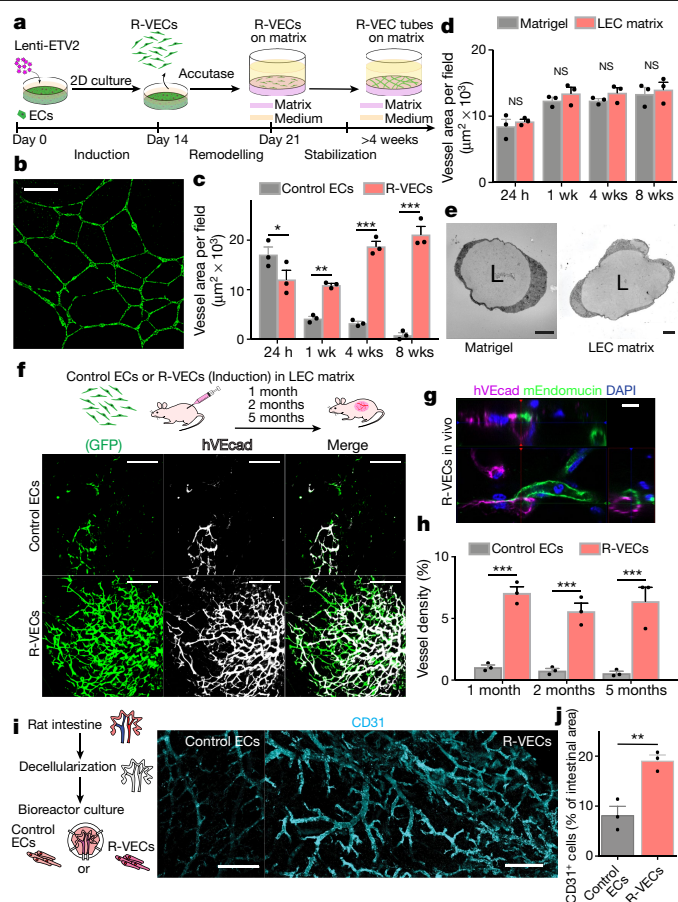 a
Lenti-ETV2
ECs
2D culture
R-VECs
Accutase
R-VECs
on matrix
Matrix
Medium
R-VEC tubes
on matrix
Matrix
Medium
Day 0
Day 14
Day 21
>4 weeks
Induction
Remodelling
Stabilization
b
c
Control ECs
R-VECs
Vessel area per field
(μm² × 10³)
20
10
0
*
**
***
***
24 h
1 wk
4 wks
8 wks
d
Matrigel
LEC matrix
Vessel area per field
(μm² × 10³)
20
10
0
NS
NS
NS
NS
24 h
1 wk
4 wks
8 wks
e
L
L
Matrigel
LEC matrix
f
Control ECs or R-VECs (Induction) in LEC matrix
1 month
2 months
5 months
(GFP)
hVEcad
Merge
Control ECs
R-VECs
g
hVEcad mEndomucin DAPI
R-VECs in vivo
h
Control ECs
R-VECs
Vessel density (%)
10
5
0
***
***
***
1 month
2 months
5 months
i
Rat intestine
Decellularization
Bioreactor culture
Control
ECs
or
R-VECs
CD31
Control ECs
R-VECs
j
CD31⁺ cells (% of intestinal area)
20
10
0
**
Control
ECs
R-VECs